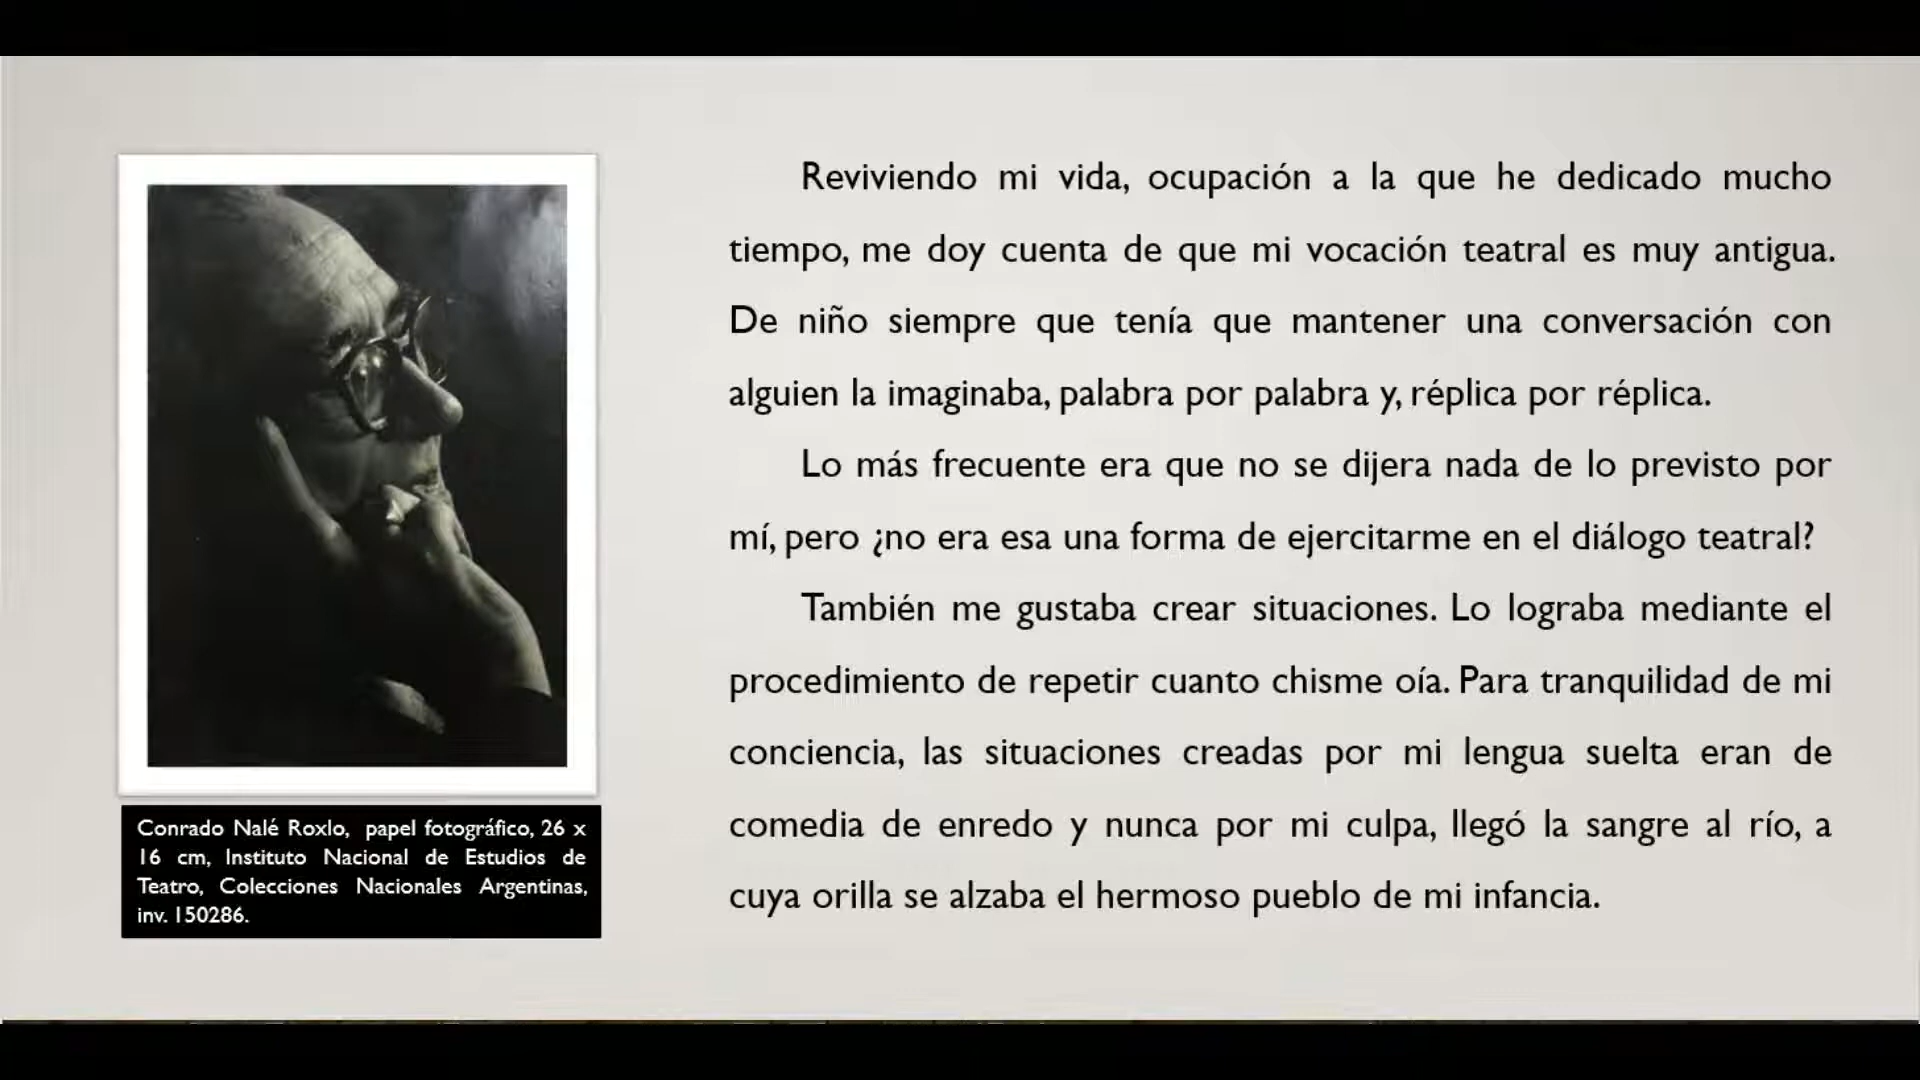 Reviviendo mi vida, ocupación a la que he dedicado mucho
tiempo, me doy cuenta de que mi vocación teatral es muy antigua.
De niño siempre que tenía que mantener una conversación con
alguien la imaginaba, palabra por palabra y, réplica por réplica.
Lo más frecuente era que no se dijera nada de lo previsto por
mí, pero ¿no era esa una forma de ejercitarme en el diálogo teatral?
También me gustaba crear situaciones. Lo lograba mediante el
procedimiento de repetir cuanto chisme oía. Para tranquilidad de mi
conciencia, las situaciones creadas por mi lengua suelta eran de
comedia de enredo y nunca por mi culpa, llegó la sangre al río, a
cuya orilla se alzaba el hermoso pueblo de mi infancia.
Conrado Nalé Roxlo, papel fotográfico, 26 x
16 cm, Instituto Nacional de Estudios de
Teatro, Colecciones Nacionales Argentinas,
inv. 150286.